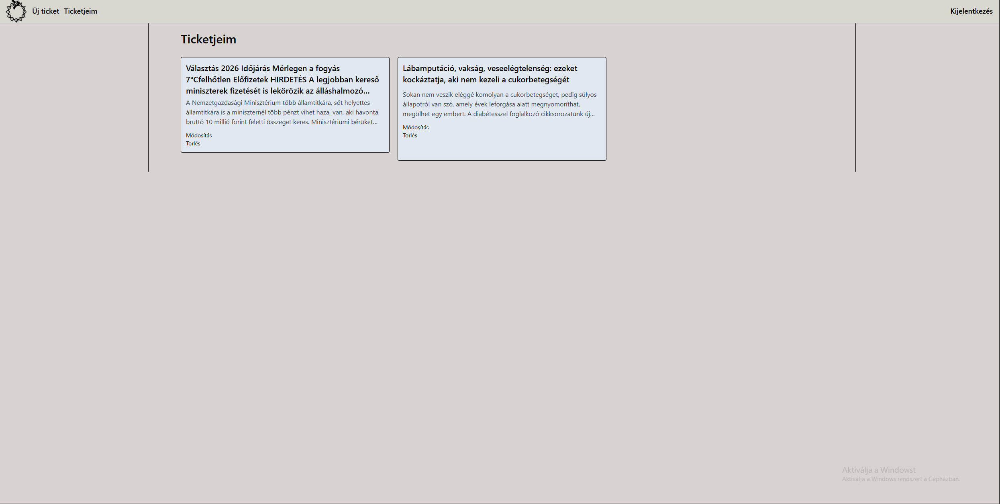 Új ticket Ticketjeim Kijelentkezés
Ticketjeim
Választás 2026 Időjárás Mérlegen a fogyás
7°Cfelhőtlen Előfizetek HIRDETÉS A legjobban kereső
miniszterek fizetését is lekörözik az álláshalmozó...
A Nemzetgazdasági Minisztérium több államtitkára, sőt helyettes-
államtitkára is a miniszternél több pénzt vihet haza, van, aki havonta
bruttó 10 millió forint feletti összeget keres. Minisztériumi bérüket...
Módosítás
Törlés
Lábamputáció, vakság, veseelégtelenség: ezeket
kockáztatja, aki nem kezeli a cukorbetegségét
Sokan nem veszik eléggé komolyan a cukorbetegséget, pedig súlyos
állapotról van szó, amely évek leforgása alatt megnyomoríthat,
megölhet egy embert. A diabétesszel foglalkozó cikksorozatunk új...
Módosítás
Törlés
Aktiválja a Windowst
Aktiválja a Windows rendszert a Gépházban.